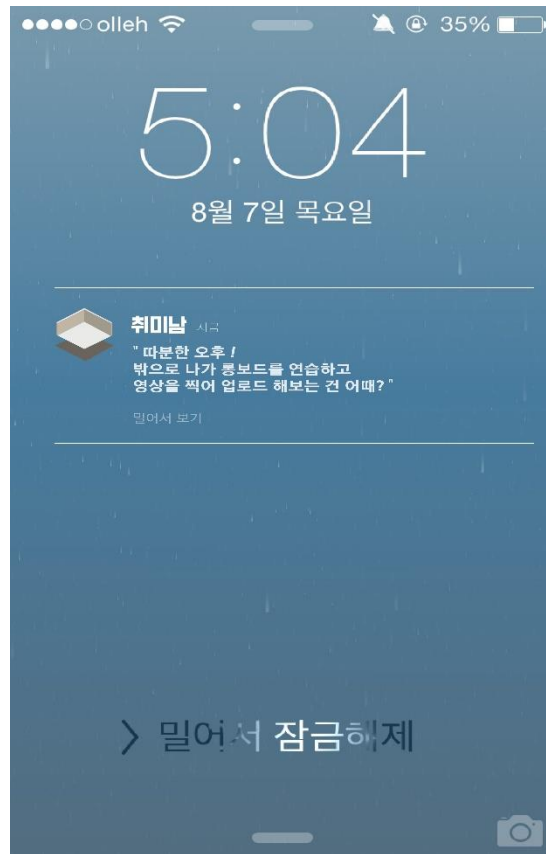 olleh 35%
5:04
8월 7일 목요일
취미남 지금
" 따분한 오후 !
밖으로 나가 롱보드를 연습하고
영상을 찍어 업로드 해보는 건 어때? "
밀어서 보기
> 밀어서 잠금해제